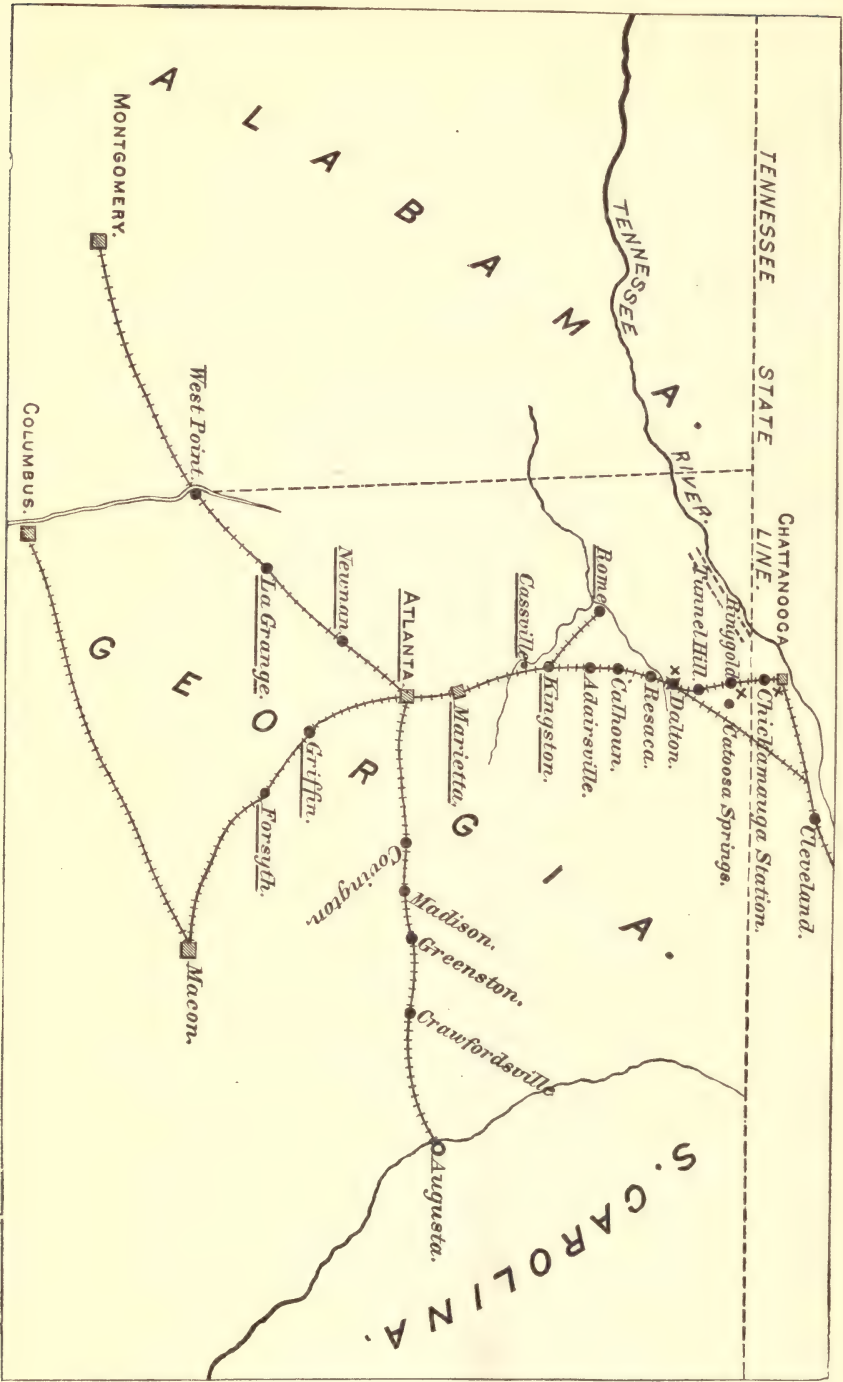 TENNESSEE STATE LINE.
CHATTANOOGA
Cleveland.
Chickamauga Station.
Ringgold
Catoosa Springs.
Tunnel Hill.
Dalton.
TENNESSEE RIVER.
Resaca.
Calhoun.
Adairsville.
Rome
Kingston.
Cassville
Marietta.
ATLANTA.
Covington.
Madison.
Greenston.
Crawfordsville
Augusta.
Newnan
Griffin.
La Grange.
Forsyth.
West Point.
Macon.
MONTGOMERY.
COLUMBUS.
ALABAMA.
GEORGIA.
S. CAROLINA.